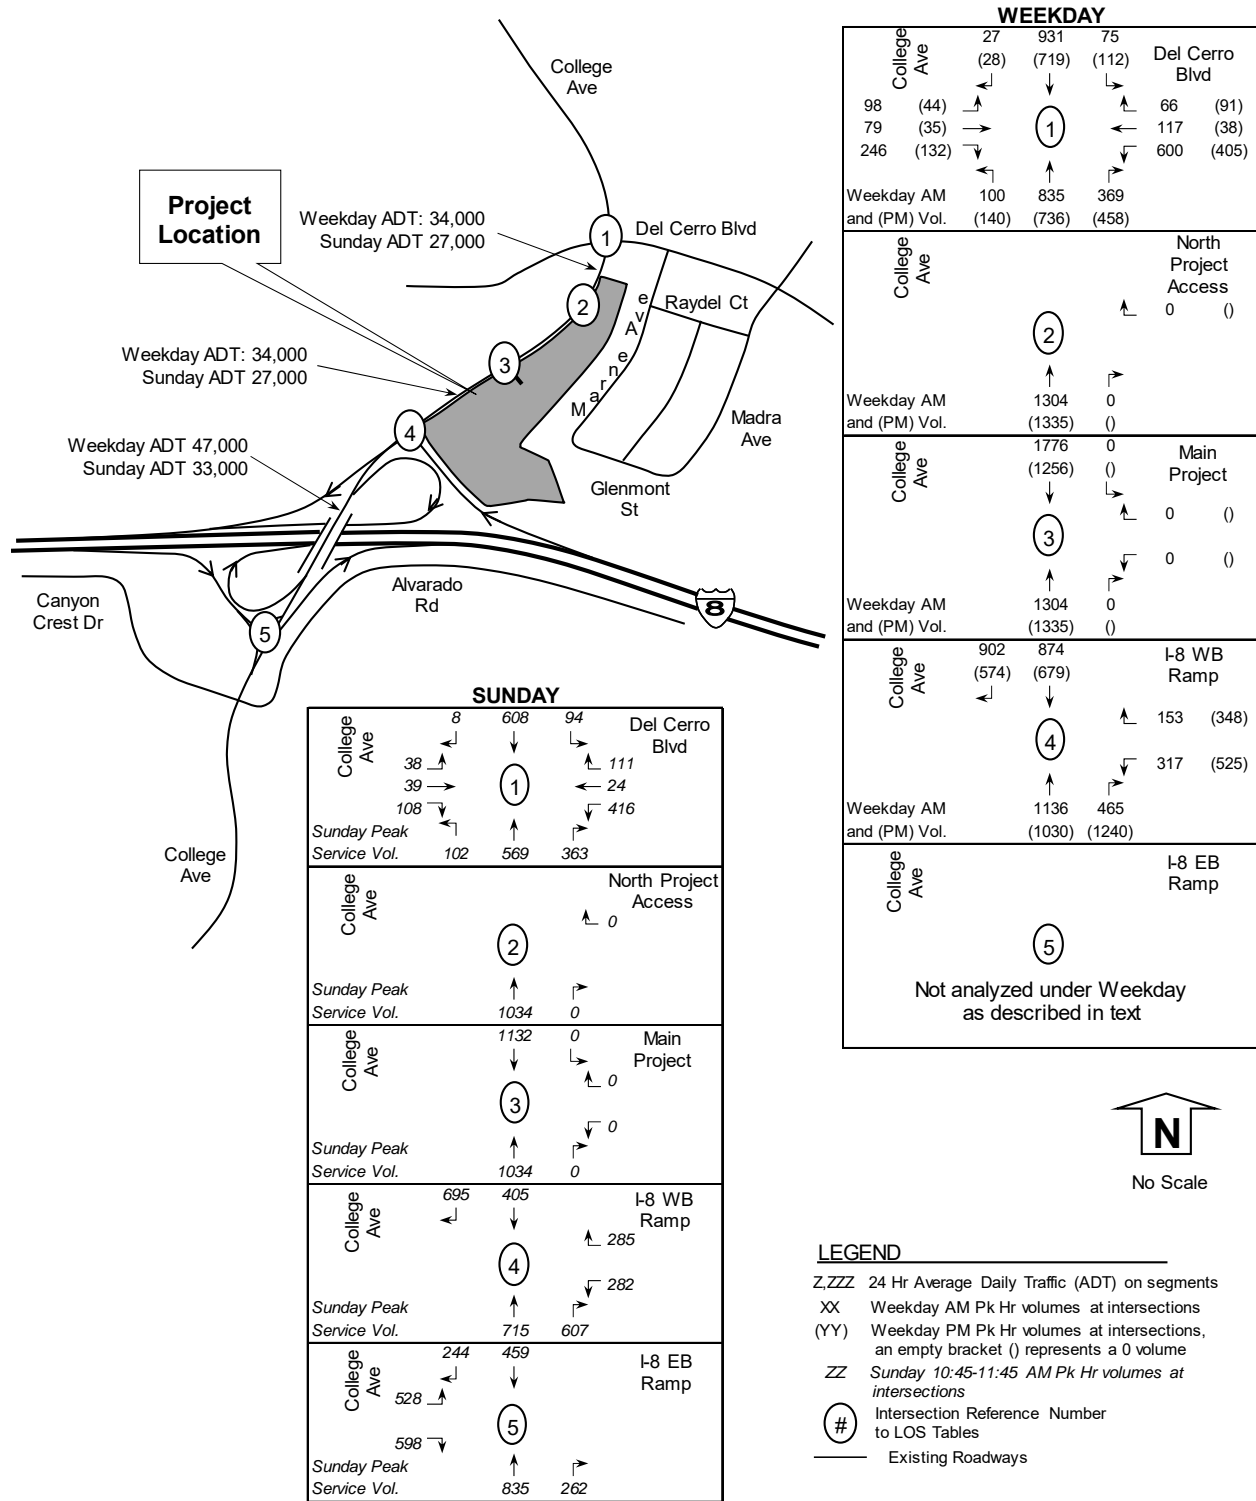 College
Ave
Project
Location
Weekday ADT: 34,000
Sunday ADT 27,000
1
Del Cerro Blvd
2
Raydel Ct
Marne Ave
Weekday ADT: 34,000
Sunday ADT 27,000
3
Madra
Ave
4
Weekday ADT 47,000
Sunday ADT 33,000
Glenmont
St
Canyon
Crest Dr
Alvarado
Rd
8
5
College
Ave
WEEKDAY
College
Ave
27 931 75
(28) (719) (112)
Del Cerro
Blvd
98 (44) 66 (91)
79 (35) 1 117 (38)
246 (132) 600 (405)
Weekday AM 100 835 369
and (PM) Vol. (140) (736) (458)
College
Ave
North
Project
Access
0 ()
2
Weekday AM 1304 0
and (PM) Vol. (1335) ()
College
Ave
1776 0
(1256) ()
Main
Project
0 ()
3
0 ()
Weekday AM 1304 0
and (PM) Vol. (1335) ()
College
Ave
902 874
(574) (679)
I-8 WB
Ramp
153 (348)
4
317 (525)
Weekday AM 1136 465
and (PM) Vol. (1030) (1240)
College
Ave
I-8 EB
Ramp
5
Not analyzed under Weekday
as described in text
SUNDAY
College
Ave
8 608 94
Del Cerro
Blvd
38 111
39 1 24
108 416
Sunday Peak
Service Vol. 102 569 363
College
Ave
North Project
Access
0
2
Sunday Peak
Service Vol. 1034 0
College
Ave
1132 0
Main
Project
0
3
0
Sunday Peak
Service Vol. 1034 0
College
Ave
695 405
I-8 WB
Ramp
285
4
282
Sunday Peak
Service Vol. 715 607
College
Ave
244 459
I-8 EB
Ramp
528
5
598
Sunday Peak
Service Vol. 835 262
N
No Scale
LEGEND
Z,ZZZ 24 Hr Average Daily Traffic (ADT) on segments
XX Weekday AM Pk Hr volumes at intersections
(YY) Weekday PM Pk Hr volumes at intersections,
an empty bracket () represents a 0 volume
ZZ Sunday 10:45-11:45 AM Pk Hr volumes at
intersections
# Intersection Reference Number
to LOS Tables
Existing Roadways